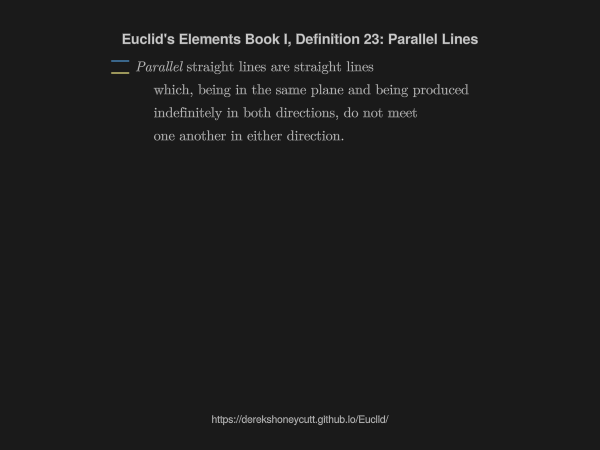 Euclid's Elements Book I, Definition 23: Parallel Lines
Parallel straight lines are straight lines
which, being in the same plane and being produced
indefinitely in both directions, do not meet
one another in either direction.
https://derekshoneycutt.github.io/Euclid/